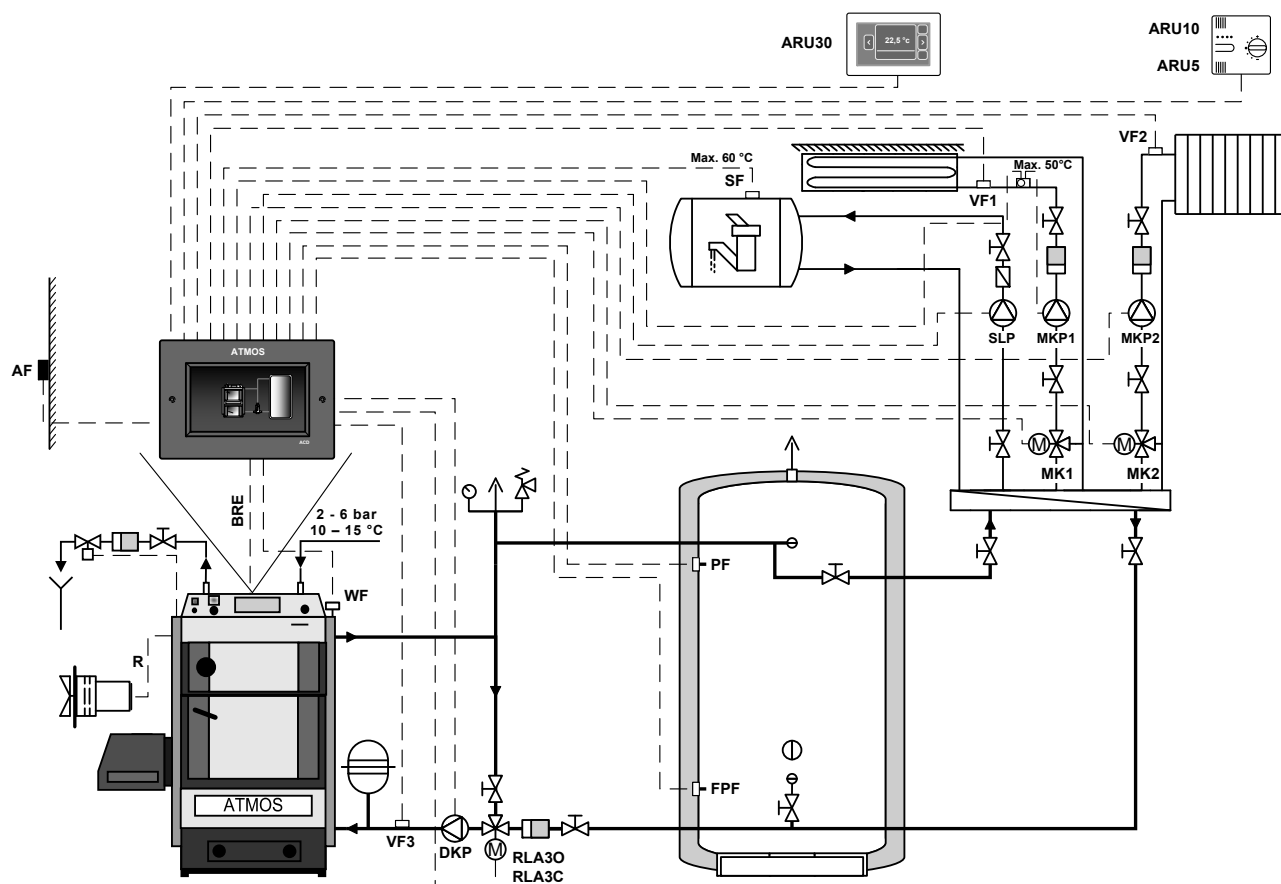 ARU30
22,5 °c
ARU10
ARU5
VF2
Max. 60 °C
SF
Max. 50°C
VF1
SLP
MKP1
MKP2
ATMOS
ACD
AF
M
M
MK1
MK2
BRE
2 - 6 bar
10 – 15 °C
PF
WF
R
FPF
ATMOS
VF3
DKP
M
RLA3O
RLA3C